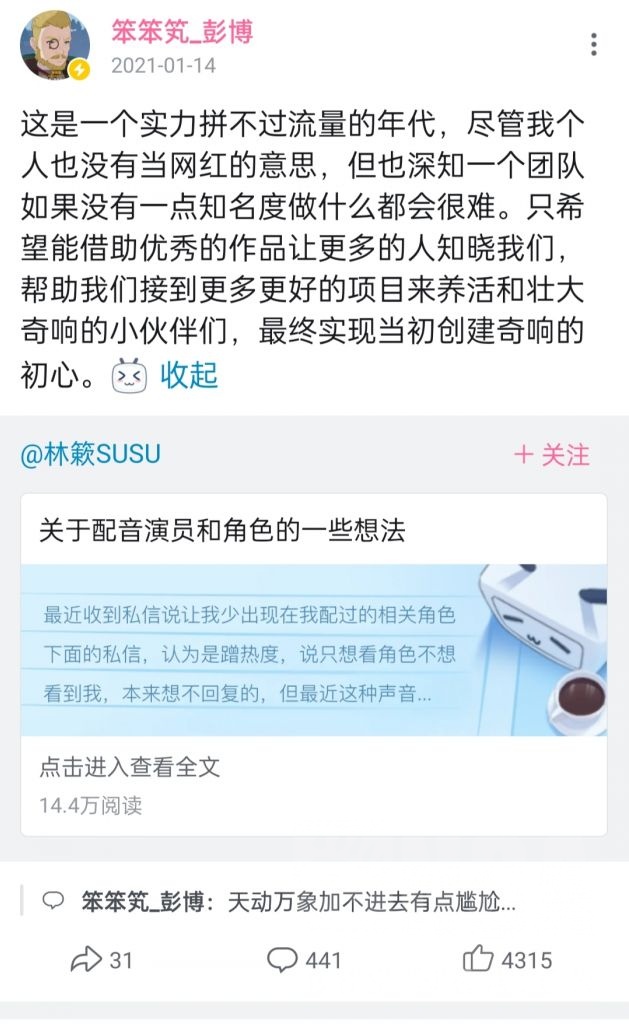 笨笨笂_彭博
2021-01-14
这是一个实力拼不过流量的年代，尽管我个
人也没有当网红的意思，但也深知一个团队
如果没有一点知名度做什么都会很难。只希
望能借助优秀的作品让更多的人知晓我们，
帮助我们接到更多更好的项目来养活和壮大
奇响的小伙伴们，最终实现当初创建奇响的
初心。 收起
@林簌SUSU
+ 关注
关于配音演员和角色的一些想法
最近收到私信说让我少出现在我配过的相关角色
下面的私信，认为是蹭热度，说只想看角色不想
看到我，本来想不回复的，但最近这种声音...
点击进入查看全文
14.4万阅读
笨笨笂_彭博：天动万象加不进去有点尴尬...
31
441
4315